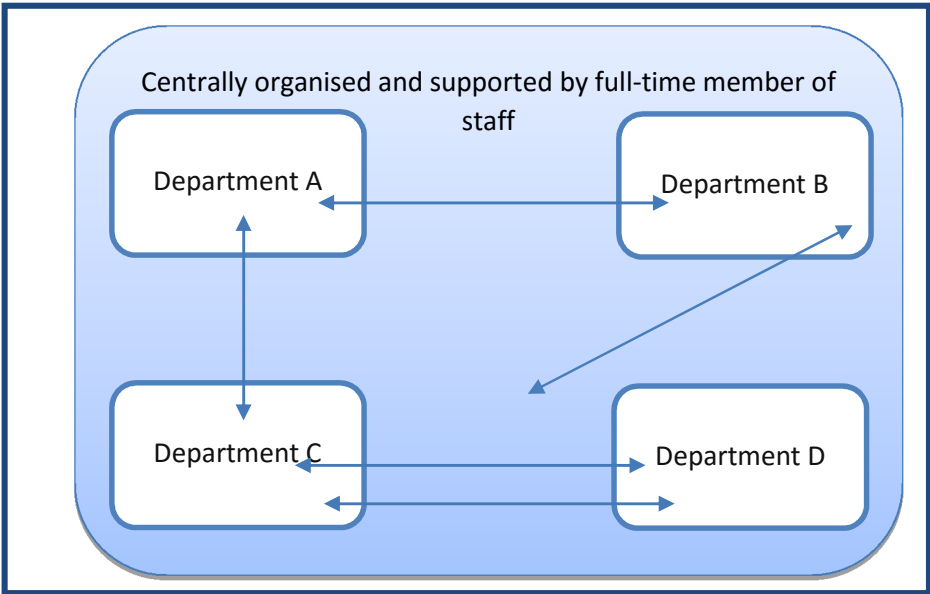 Centrally organised and supported by full-time member of
staff
Department A
Department B
Department C
Department D